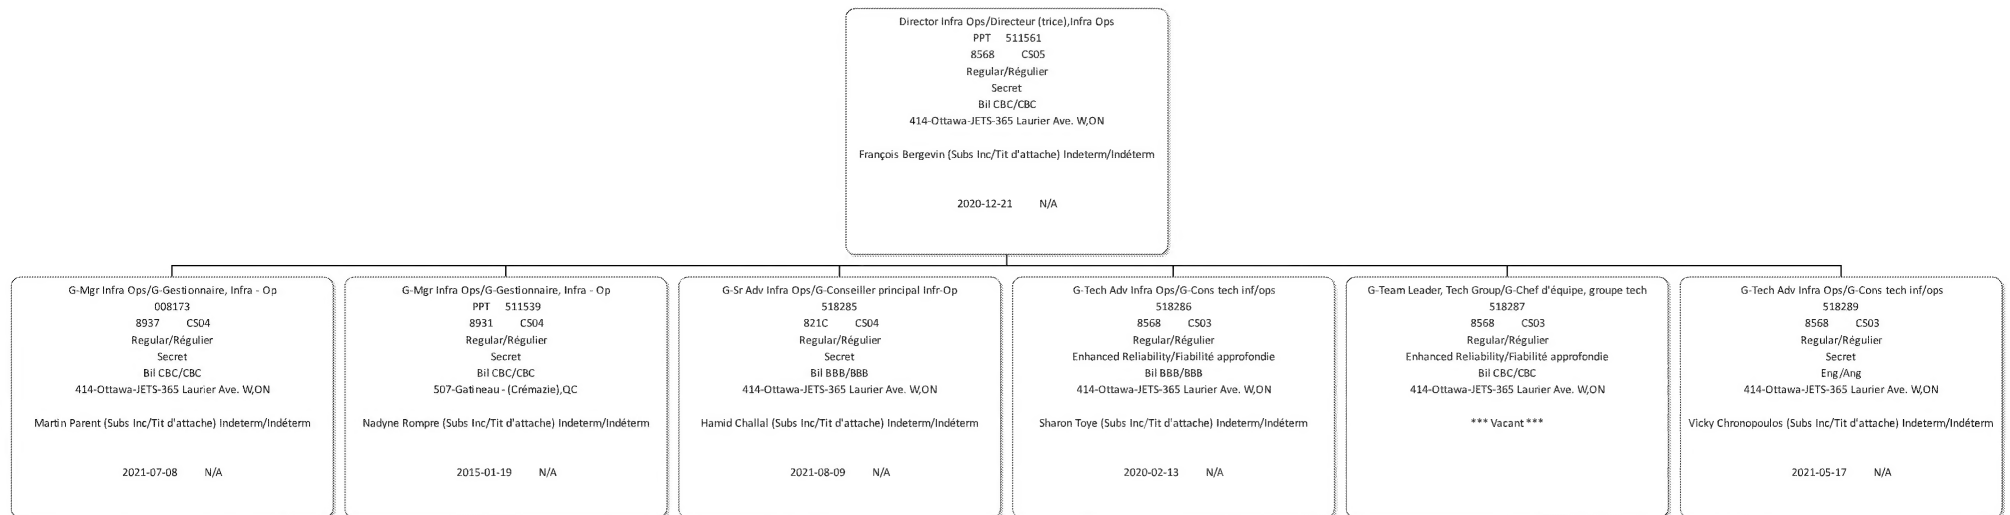 Director Infra Ops/Directeur (trice),Infra Ops
PPT 511561
8568 CS05
Regular/Régulier
Secret
Bil CBC/CBC
414-Ottawa-JETS-365 Laurier Ave. W,ON
François Bergevin (Subs Inc/Tit d'attache) Indeterm/Indéterm
2020-12-21 N/A
G-Mgr Infra Ops/G-Gestionnaire, Infra - Op
008173
8937 CS04
Regular/Régulier
Secret
Bil CBC/CBC
414-Ottawa-JETS-365 Laurier Ave. W,ON
Martin Parent (Subs Inc/Tit d'attache) Indeterm/Indéterm
2021-07-08 N/A
G-Mgr Infra Ops/G-Gestionnaire, Infra - Op
PPT 511539
8931 CS04
Regular/Régulier
Secret
Bil CBC/CBC
507-Gatineau - (Crémazie),QC
Nadyne Rompre (Subs Inc/Tit d'attache) Indeterm/Indéterm
2015-01-19 N/A
G-Sr Adv Infra Ops/G-Conseiller principal Infr-Op
518285
821C CS04
Regular/Régulier
Secret
Bil BBB/BBB
414-Ottawa-JETS-365 Laurier Ave. W,ON
Hamid Challal (Subs Inc/Tit d'attache) Indeterm/Indéterm
2021-08-09 N/A
G-Tech Adv Infra Ops/G-Cons tech inf/ops
518286
8568 CS03
Regular/Régulier
Enhanced Reliability/Fiabilité approfondie
Bil BBB/BBB
414-Ottawa-JETS-365 Laurier Ave. W,ON
Sharon Toye (Subs Inc/Tit d'attache) Indeterm/Indéterm
2020-02-13 N/A
G-Team Leader, Tech Group/G-Chef d'équipe, groupe tech
518287
8568 CS03
Regular/Régulier
Enhanced Reliability/Fiabilité approfondie
Bil CBC/CBC
414-Ottawa-JETS-365 Laurier Ave. W,ON
*** Vacant ***
G-Tech Adv Infra Ops/G-Cons tech inf/ops
518289
8568 CS03
Regular/Régulier
Secret
Eng/Ang
414-Ottawa-JETS-365 Laurier Ave. W,ON
Vicky Chronopoulos (Subs Inc/Tit d'attache) Indeterm/Indéterm
2021-05-17 N/A